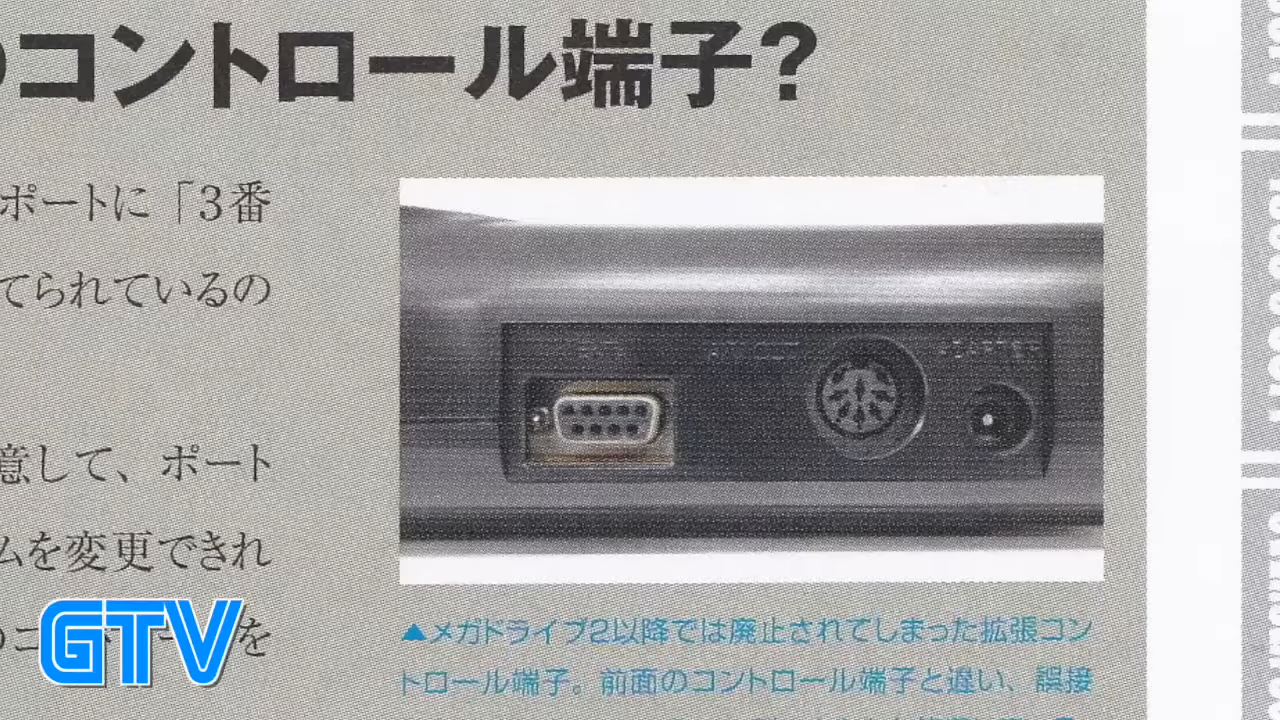 のコントロール端子?
ポートに「3番
てられているの
意して、ポート
ムを変更できれ
を
▲メガドライブ2以降では廃止されてしまった拡張コン
トロール端子。前面のコントロール端子と違い、誤接
AV OUT
ADAPTER
GTV